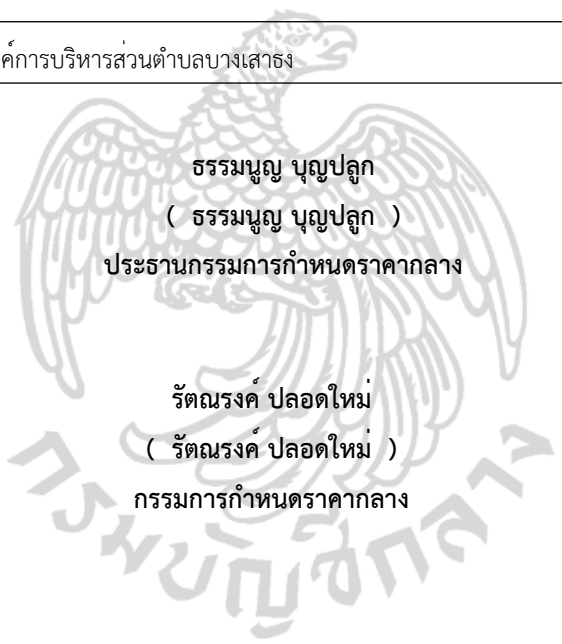 ค์การบริหารส่วนตำบลบางเสาธง
ธรรมนูญ บุญปลูก
( ธรรมนูญ บุญปลูก )
ประธานกรรมการกำหนดราคากลาง
รัตณรงค์ ปลอดใหม่
( รัตณรงค์ ปลอดใหม่ )
กรรมการกำหนดราคากลาง
กรมบัญชีกลาง